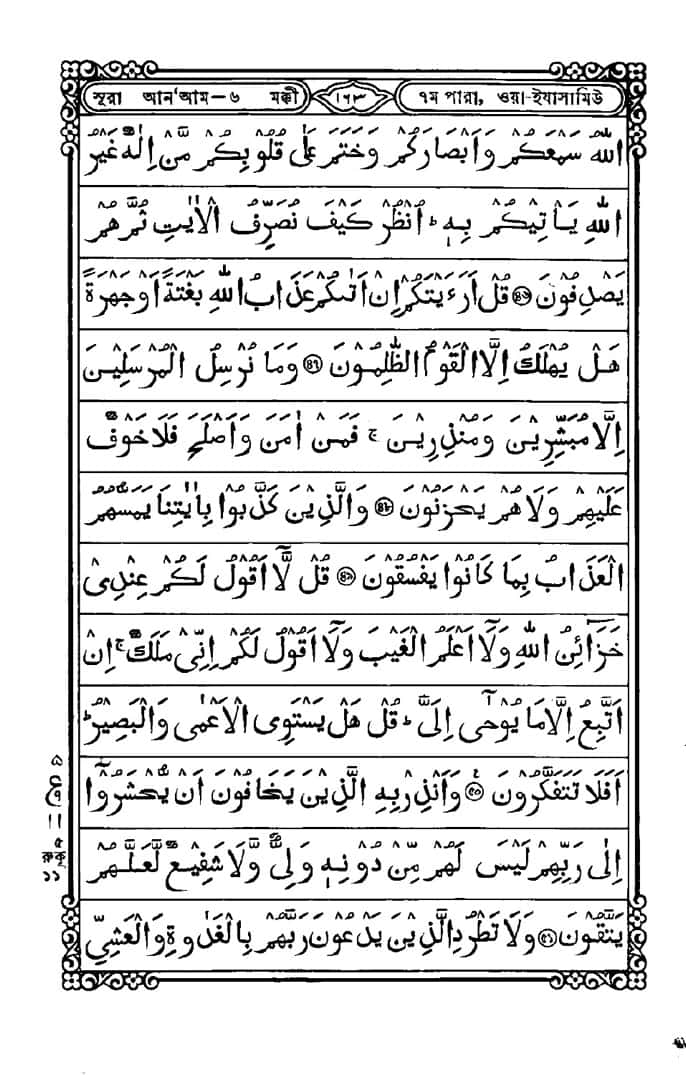 সূরা আন'আম-৬ মক্কী ١٦٣ ৭ম পারা, ওয়া-ইযাসামিউ
اللّٰهُ سَمْعَكُمْ وَاَبْصَارَكُمْ وَخَتَمَ عَلٰى قُلُوْبِكُمْ مَّنْ اِلٰهٌ غَيْرُ
اللّٰهِ يَاْتِيْكُمْ بِهٖ ؕ اُنْظُرْ كَيْفَ نُصَرِّفُ الْاٰيٰتِ ثُمَّ هُمْ
يَصْدِفُوْنَ ﴿٤٦﴾ قُلْ اَرَءَيْتَكُمْ اِنْ اَتٰىكُمْ عَذَابُ اللّٰهِ بَغْتَةً اَوْ جَهْرَةً
هَلْ يُهْلَكُ اِلَّا الْقَوْمُ الظّٰلِمُوْنَ ﴿٤٧﴾ وَمَا نُرْسِلُ الْمُرْسَلِيْنَ
اِلَّا مُبَشِّرِيْنَ وَمُنْذِرِيْنَ ۚ فَمَنْ اٰمَنَ وَاَصْلَحَ فَلَا خَوْفٌ
عَلَيْهِمْ وَلَا هُمْ يَحْزَنُوْنَ ﴿٤٨﴾ وَالَّذِيْنَ كَذَّبُوْا بِاٰيٰتِنَا يَمَسُّهُمُ
الْعَذَابُ بِمَا كَانُوْا يَفْسُقُوْنَ ﴿٤٩﴾ قُلْ لَّاۤ اَقُوْلُ لَكُمْ عِنْدِىْ
خَزَآئِنُ اللّٰهِ وَلَاۤ اَعْلَمُ الْغَيْبَ وَلَاۤ اَقُوْلُ لَكُمْ اِنِّىْ مَلَكٌ ۚ اِنْ
اَتَّبِعُ اِلَّا مَا يُوْحٰۤى اِلَىَّ ؕ قُلْ هَلْ يَسْتَوِى الْاَعْمٰى وَالْبَصِيْرُ ؕ
اَفَلَا تَتَفَكَّرُوْنَ ﴿٥٠﴾ وَاَنْذِرْ بِهِ الَّذِيْنَ يَخَافُوْنَ اَنْ يُّحْشَرُوْۤا
اِلٰى رَبِّهِمْ لَيْسَ لَهُمْ مِّنْ دُوْنِهٖ وَلِىٌّ وَّلَا شَفِيْعٌ لَّعَلَّهُمْ
يَتَّقُوْنَ ﴿٥١﴾ وَلَا تَطْرُدِ الَّذِيْنَ يَدْعُوْنَ رَبَّهُمْ بِالْغَدٰوةِ وَالْعَشِىِّ
রুকূ
১১